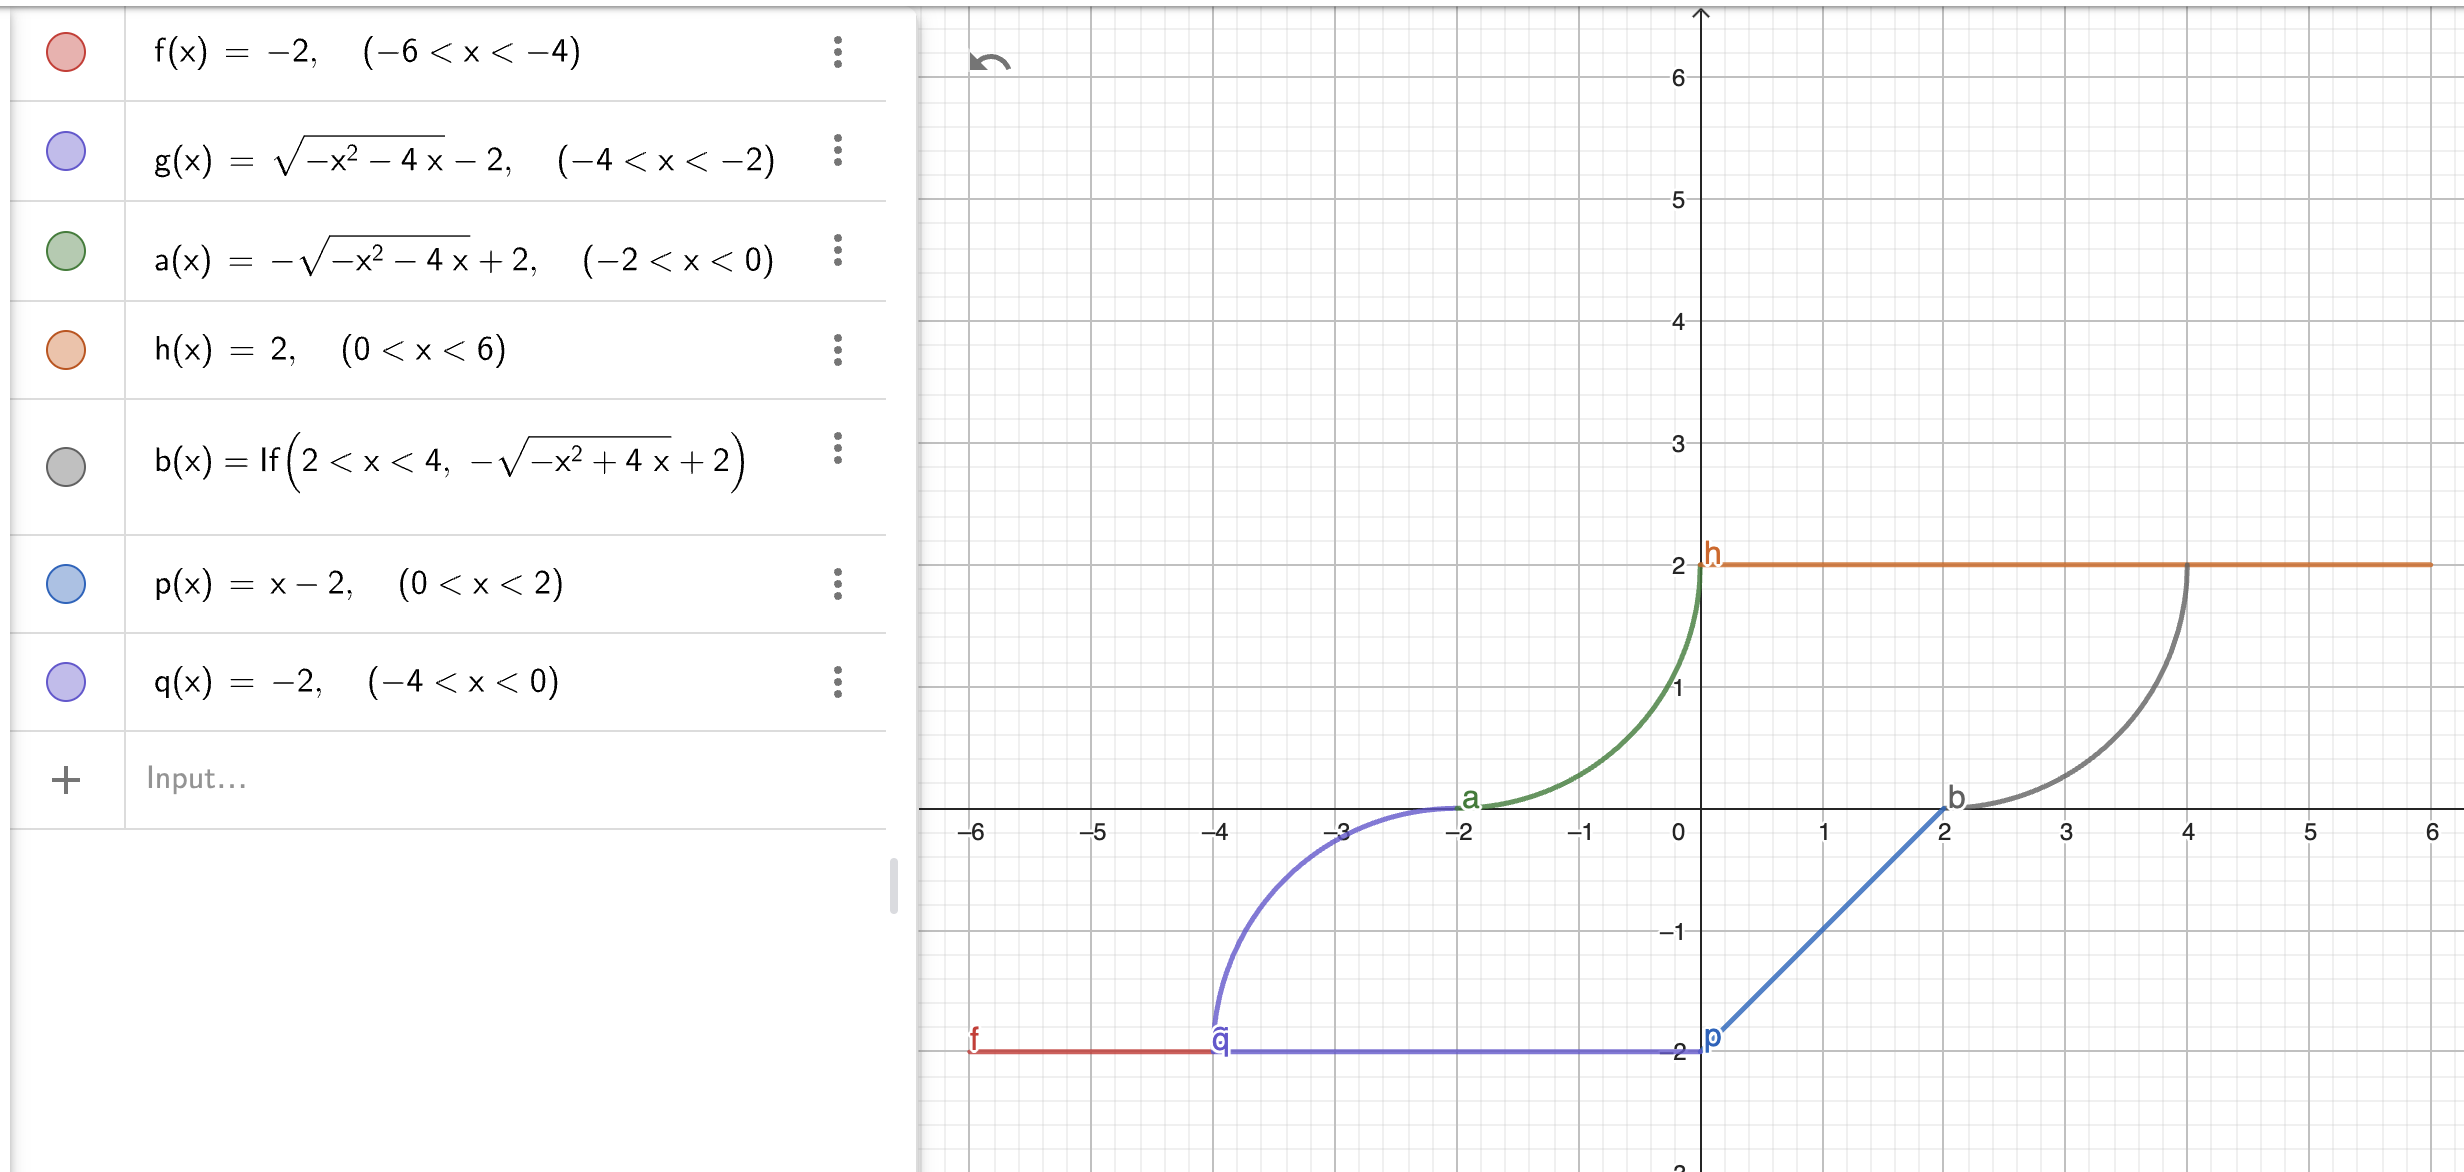 f(x) = −2, (−6 < x < −4)
g(x) = √(−x² − 4 x) − 2, (−4 < x < −2)
a(x) = −√(−x² − 4 x) + 2, (−2 < x < 0)
h(x) = 2, (0 < x < 6)
b(x) = If(2 < x < 4, −√(−x² + 4 x) + 2)
p(x) = x − 2, (0 < x < 2)
q(x) = −2, (−4 < x < 0)
+ Input…
6
5
4
3
h
2
1
a b
−6 −5 −4 −3 −2 −1 0 1 2 3 4 5 6
−1
f q p
−2